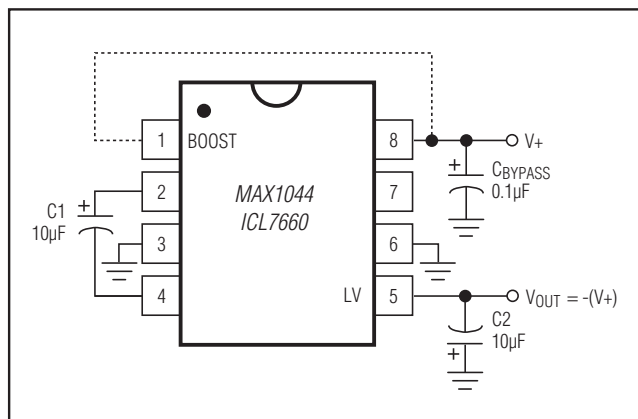 1
BOOST
8
V+
+
CBYPASS
0.1µF
2
MAX1044
ICL7660
7
+
C1
10µF
3
6
4
LV
5
VOUT = -(V+)
C2
10µF
+